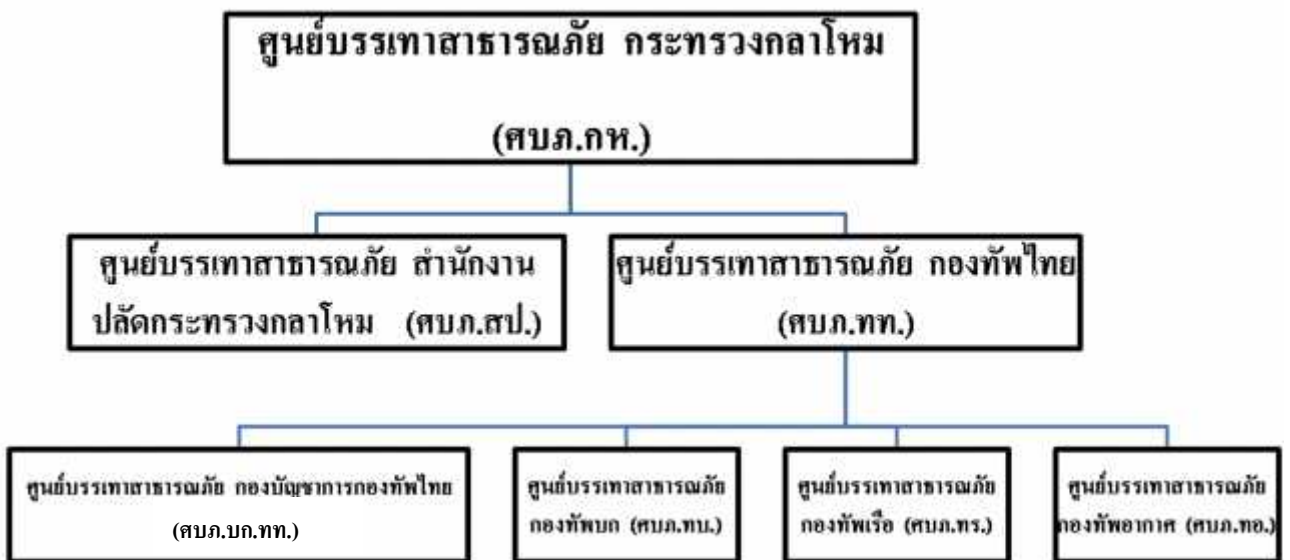 ศูนย์บรรเทาสาธารณภัย กระทรวงกลาโหม
(ศบภ.กห.)
ศูนย์บรรเทาสาธารณภัย สำนักงาน
ปลัดกระทรวงกลาโหม (ศบภ.สป.)
ศูนย์บรรเทาสาธารณภัย กองทัพไทย
(ศบภ.ทท.)
ศูนย์บรรเทาสาธารณภัย กองบัญชาการกองทัพไทย
(ศบภ.บก.ทท.)
ศูนย์บรรเทาสาธารณภัย
กองทัพบก (ศบภ.ทบ.)
ศูนย์บรรเทาสาธารณภัย
กองทัพเรือ (ศบภ.ทร.)
ศูนย์บรรเทาสาธารณภัย
กองทัพอากาศ (ศบภ.ทอ.)